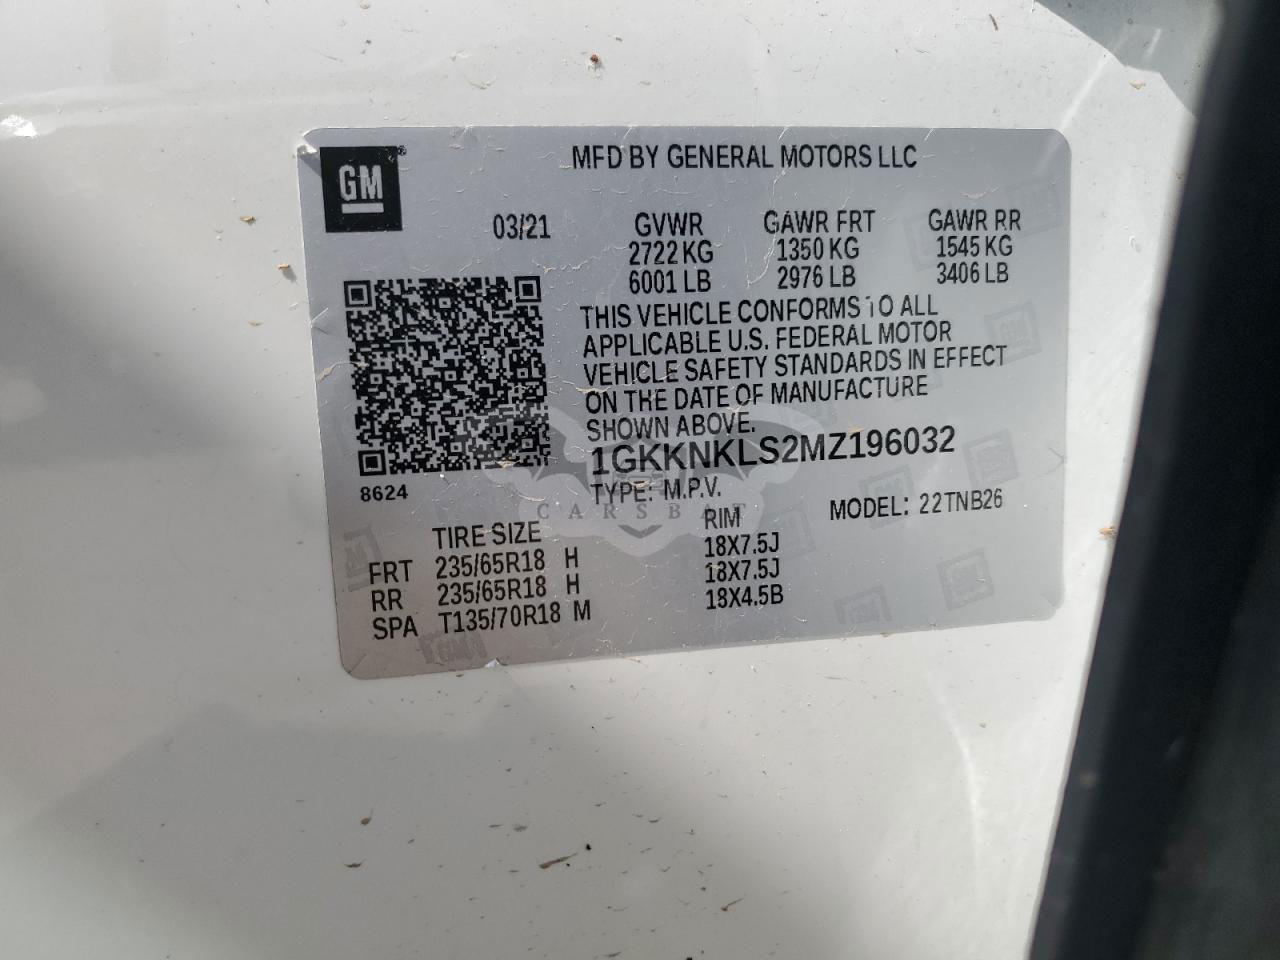 GM
MFD BY GENERAL MOTORS LLC
03/21 GVWR GAWR FRT GAWR RR
2722 KG 1350 KG 1545 KG
6001 LB 2976 LB 3406 LB
THIS VEHICLE CONFORMS TO ALL
APPLICABLE U.S. FEDERAL MOTOR
VEHICLE SAFETY STANDARDS IN EFFECT
ON THE DATE OF MANUFACTURE
SHOWN ABOVE.
1GKKNKLS2MZ196032
8624
TYPE: M.P.V. MODEL: 22TNB26
CARSBAT
TIRE SIZE RIM
FRT 235/65R18 H 18X7.5J
RR 235/65R18 H 18X7.5J
SPA T135/70R18 M 18X4.5B